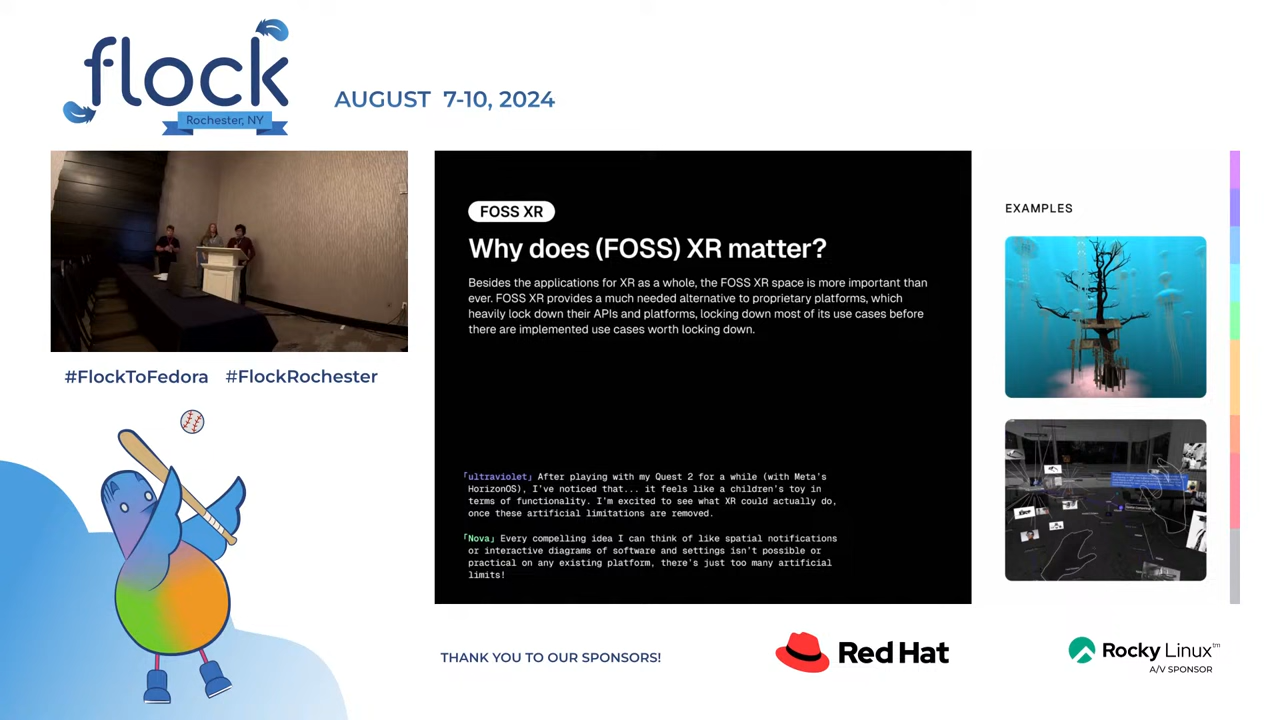 flock
Rochester, NY
AUGUST 7-10, 2024
#FlockToFedora #FlockRochester
FOSS XR
Why does (FOSS) XR matter?
Besides the applications for XR as a whole, the FOSS XR space is more important than
ever. FOSS XR provides a much needed alternative to proprietary platforms, which
heavily lock down their APIs and platforms, locking down most of its use cases before
there are implemented use cases worth locking down.
「ultraviolet」 After playing with my Quest 2 for a while (with Meta's
HorizonOS), I've noticed that... it feels like a children's toy in
terms of functionality. I'm excited to see what XR could actually do,
once these artificial limitations are removed.
「Nova」 Every compelling idea I can think of like spatial notifications
or interactive diagrams of software and settings isn't possible or
practical on any existing platform, there's just too many artificial
limits!
EXAMPLES
THANK YOU TO OUR SPONSORS!
Red Hat
Rocky Linux™
A/V SPONSOR